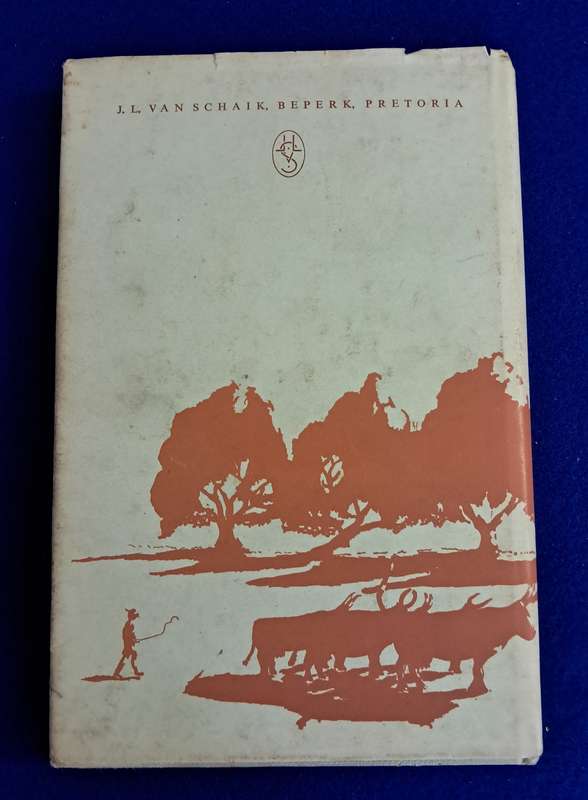 J. L. VAN SCHAIK, BEPERK, PRETORIA